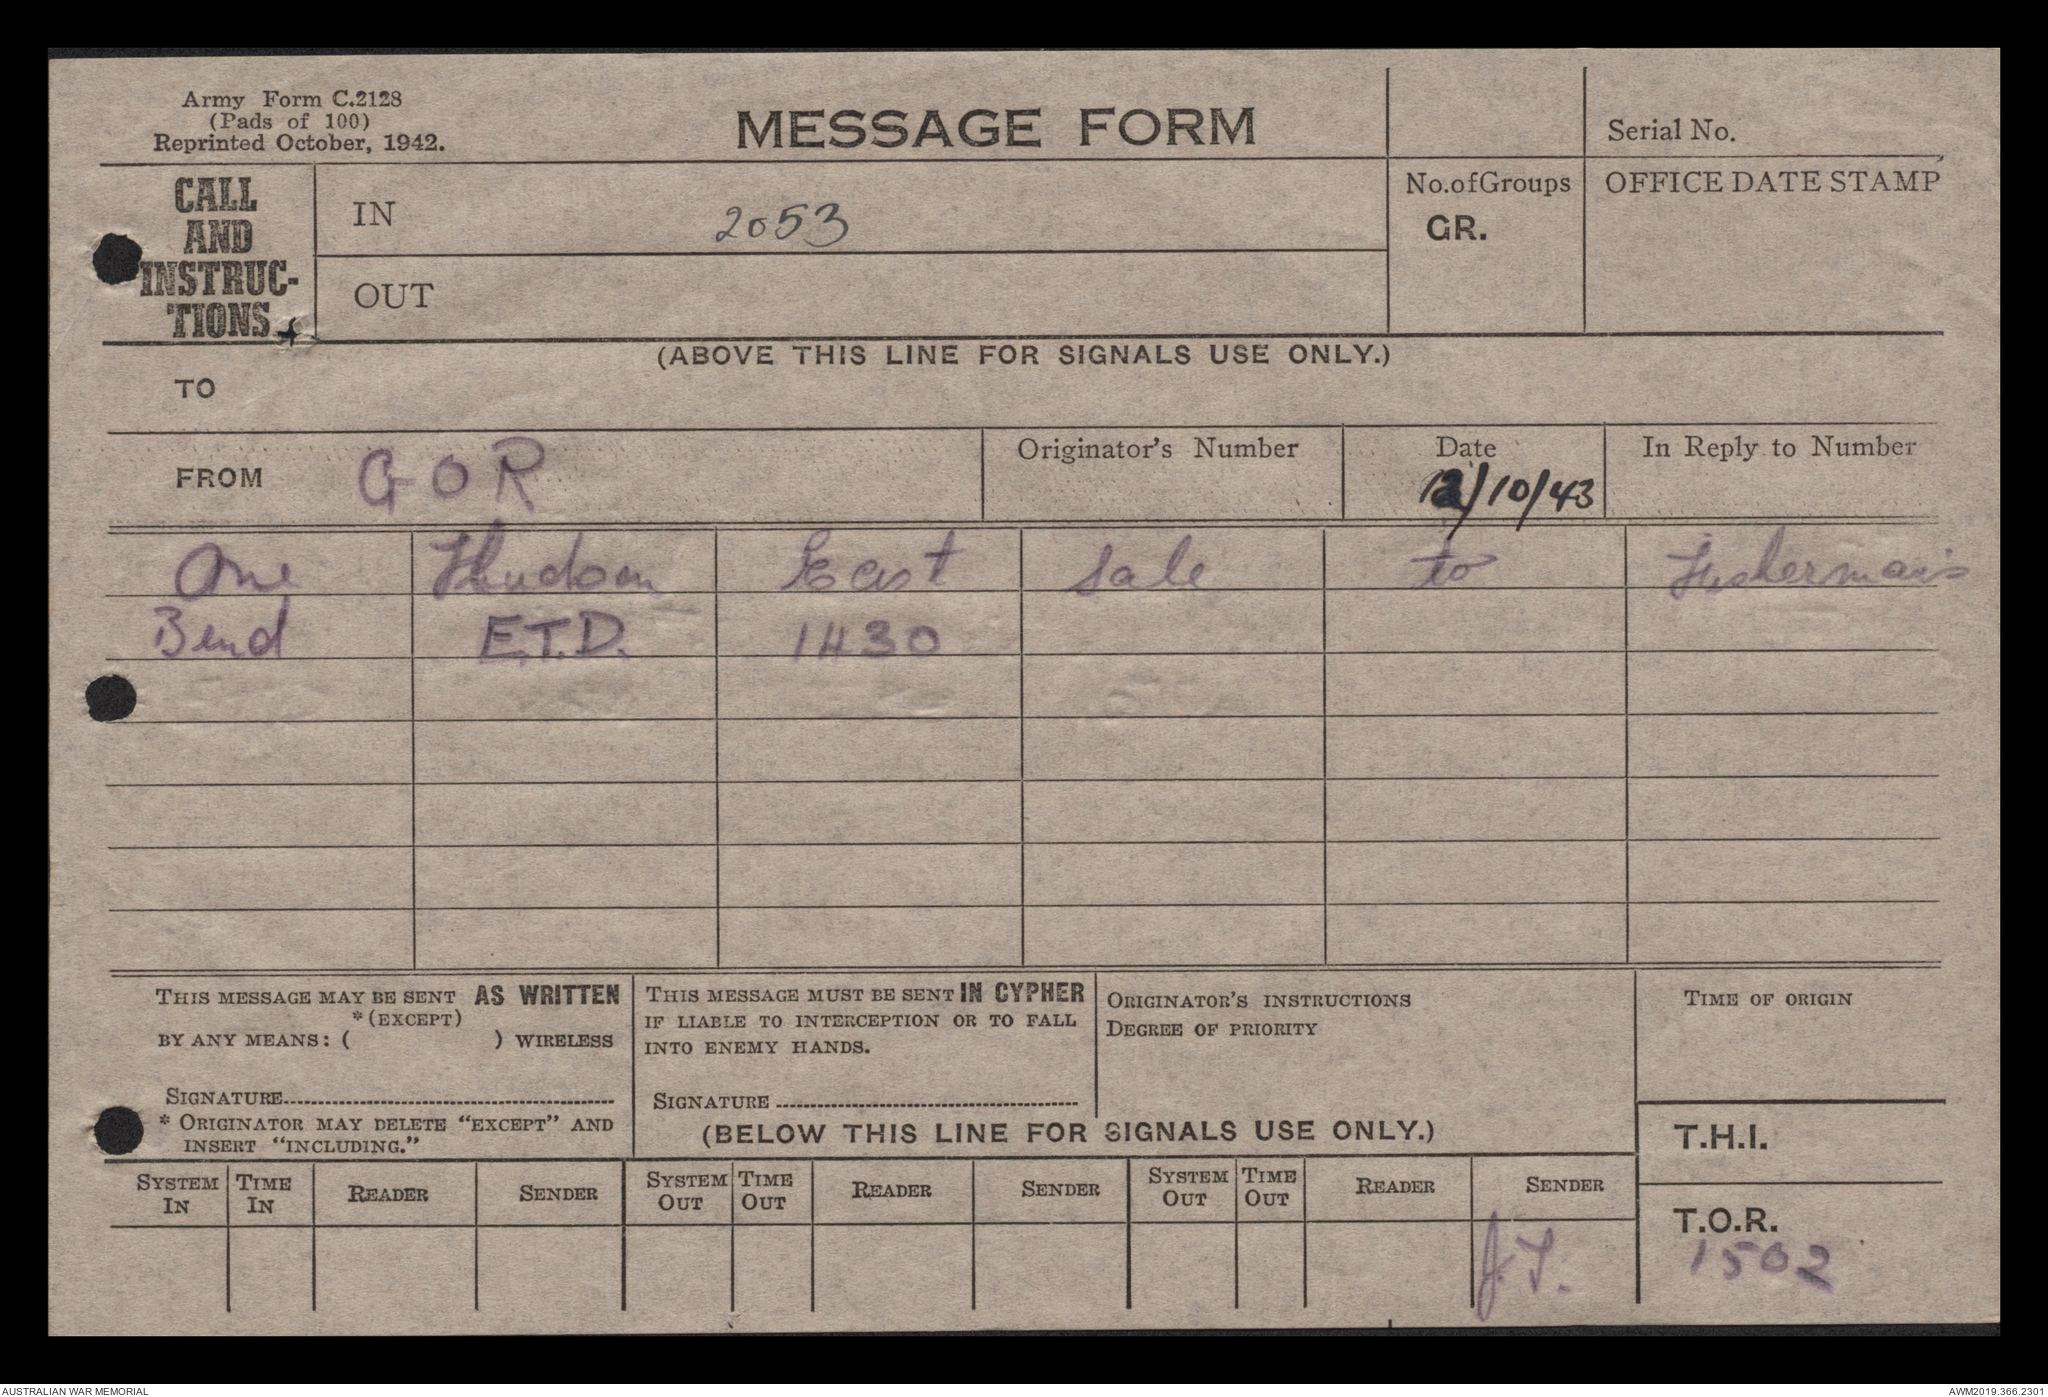 Army Form C.2128
(Pads of 100)
Reprinted October, 1942.
MESSAGE FORM
Serial No.
CALL
AND
INSTRUC-
TIONS
IN 2053
OUT
No. of Groups
GR.
OFFICE DATE STAMP
(ABOVE THIS LINE FOR SIGNALS USE ONLY.)
TO
FROM G O R
Originator's Number
Date
12/10/43
In Reply to Number
One Hudson East Sale to Fishermain's
Bend E.T.D. 1430
THIS MESSAGE MAY BE SENT AS WRITTEN
*(EXCEPT)
BY ANY MEANS: ( ) WIRELESS
SIGNATURE
* ORIGINATOR MAY DELETE "EXCEPT" AND
INSERT "INCLUDING."
THIS MESSAGE MUST BE SENT IN CYPHER
IF LIABLE TO INTERCEPTION OR TO FALL
INTO ENEMY HANDS.
SIGNATURE
ORIGINATOR'S INSTRUCTIONS
DEGREE OF PRIORITY
TIME OF ORIGIN
(BELOW THIS LINE FOR SIGNALS USE ONLY.)
T.H.I.
SYSTEM IN TIME IN READER SENDER SYSTEM OUT TIME OUT READER SENDER SYSTEM OUT TIME OUT READER SENDER
J.T.
T.O.R.
1502
AUSTRALIAN WAR MEMORIAL
AWM2019.366.2301